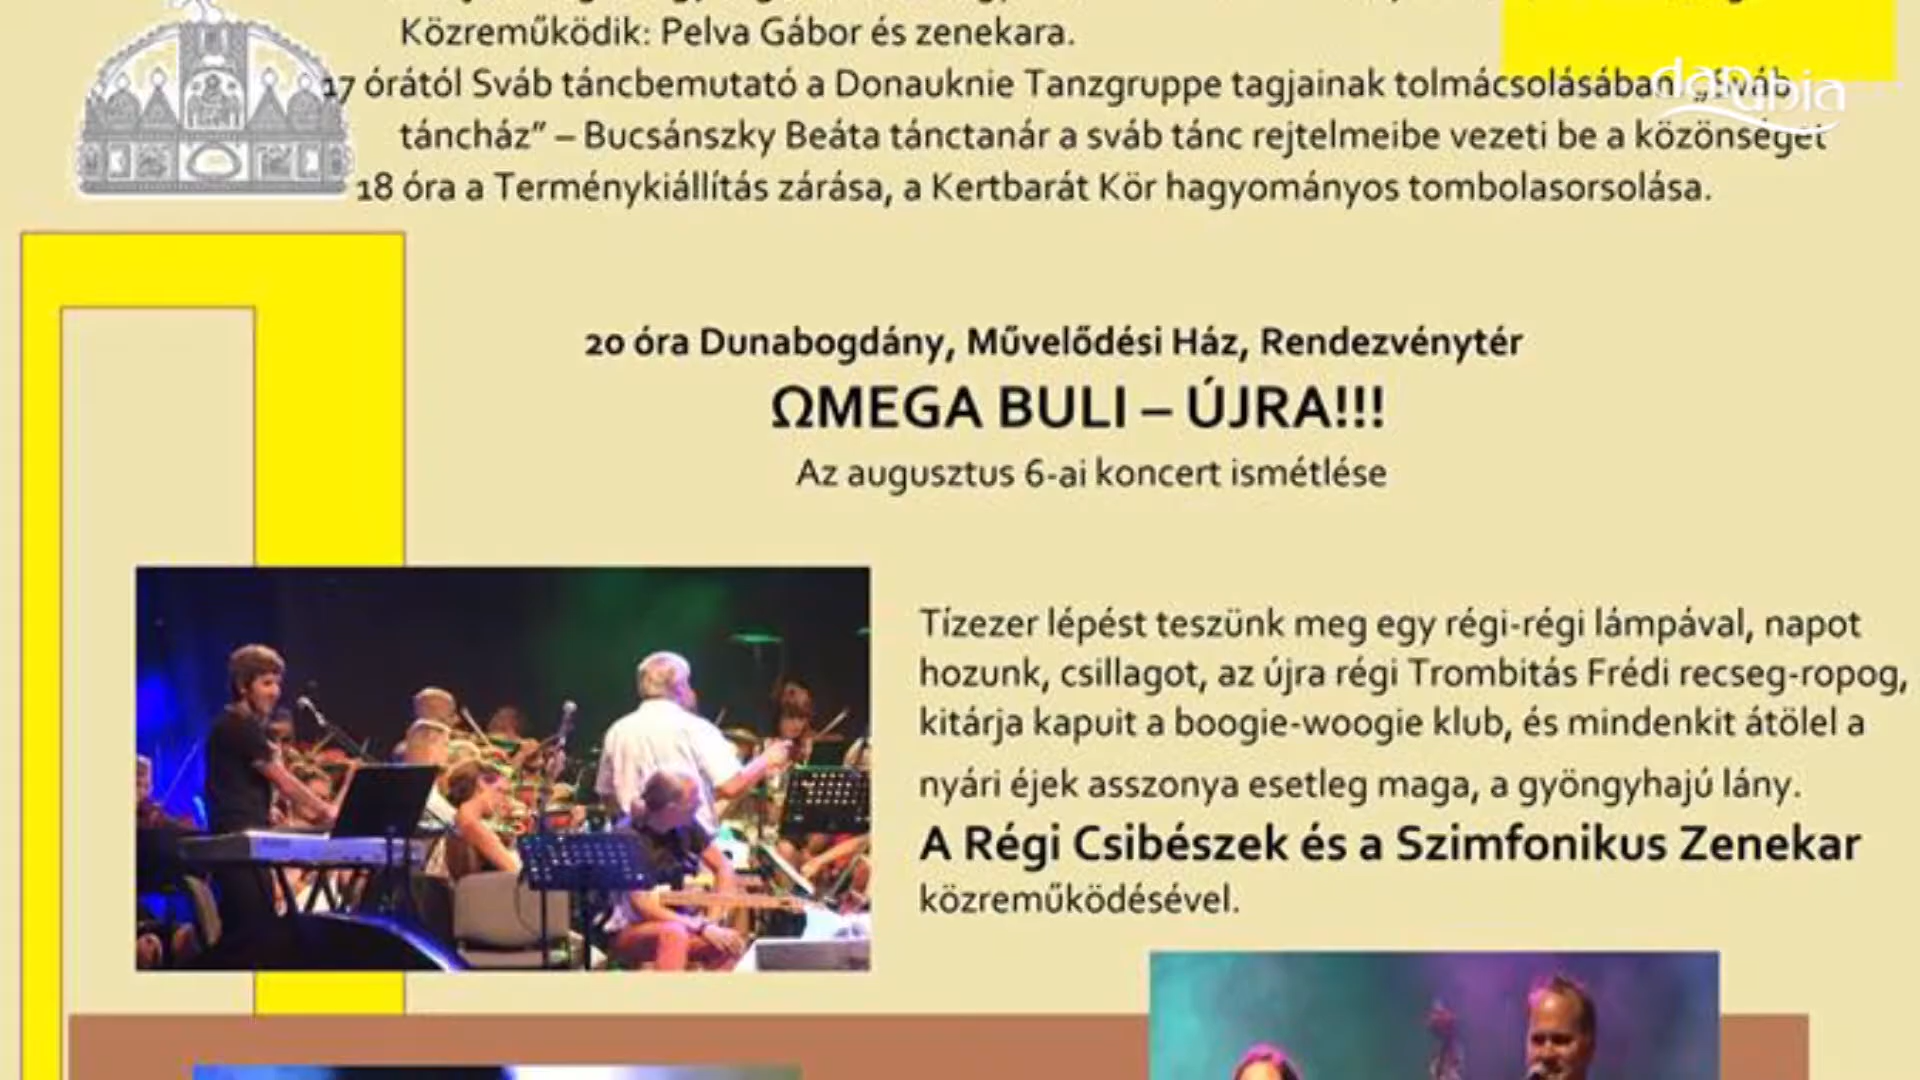 Közreműködik: Pelva Gábor és zenekara.
17 órától Sváb táncbemutató a Donauknie Tanzgruppe tagjainak tolmácsolásában „Sváb
táncház” – Bucsánszky Beáta tánctanár a sváb tánc rejtelmeibe vezeti be a közönséget
18 óra a Terménykiállítás zárása, a Kertbarát Kör hagyományos tombolasorsolása.
danubia
20 óra Dunabogdány, Művelődési Ház, Rendezvénytér
ΩMEGA BULI – ÚJRA!!!
Az augusztus 6-ai koncert ismétlése
Tízezer lépést teszünk meg egy régi-régi lámpával, napot
hozunk, csillagot, az újra régi Trombitás Frédi recseg-ropog,
kitárja kapuit a boogie-woogie klub, és mindenkit átölel a
nyári éjek asszonya esetleg maga, a gyöngyhajú lány.
A Régi Csibészek és a Szimfonikus Zenekar
közreműködésével.